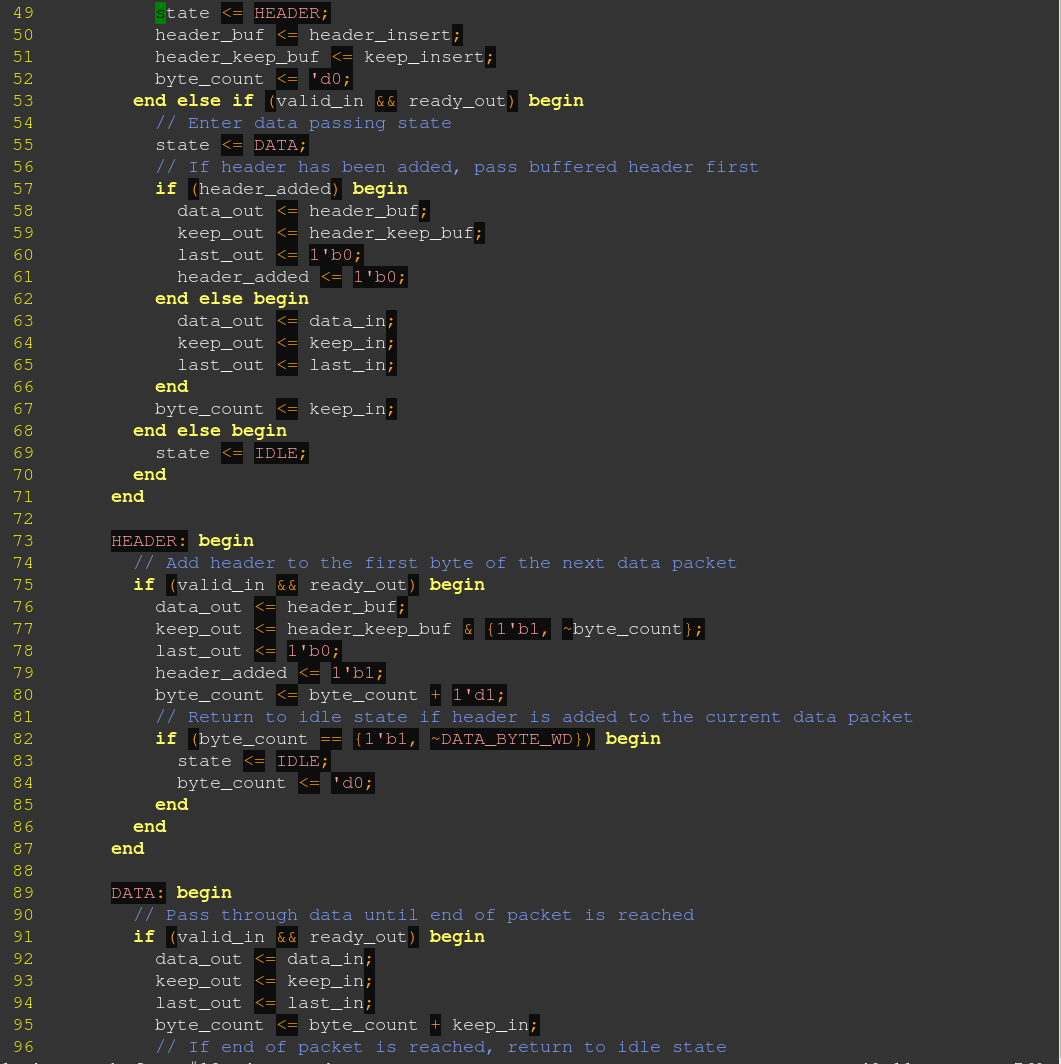 49 state <= HEADER;
50 header_buf <= header_insert;
51 header_keep_buf <= keep_insert;
52 byte_count <= 'd0;
53 end else if (valid_in && ready_out) begin
54 // Enter data passing state
55 state <= DATA;
56 // If header has been added, pass buffered header first
57 if (header_added) begin
58 data_out <= header_buf;
59 keep_out <= header_keep_buf;
60 last_out <= 1'b0;
61 header_added <= 1'b0;
62 end else begin
63 data_out <= data_in;
64 keep_out <= keep_in;
65 last_out <= last_in;
66 end
67 byte_count <= keep_in;
68 end else begin
69 state <= IDLE;
70 end
71 end
72
73 HEADER: begin
74 // Add header to the first byte of the next data packet
75 if (valid_in && ready_out) begin
76 data_out <= header_buf;
77 keep_out <= header_keep_buf & {1'b1, ~byte_count};
78 last_out <= 1'b0;
79 header_added <= 1'b1;
80 byte_count <= byte_count + 1'd1;
81 // Return to idle state if header is added to the current data packet
82 if (byte_count == {1'b1, ~DATA_BYTE_WD}) begin
83 state <= IDLE;
84 byte_count <= 'd0;
85 end
86 end
87 end
88
89 DATA: begin
90 // Pass through data until end of packet is reached
91 if (valid_in && ready_out) begin
92 data_out <= data_in;
93 keep_out <= keep_in;
94 last_out <= last_in;
95 byte_count <= byte_count + keep_in;
96 // If end of packet is reached, return to idle state